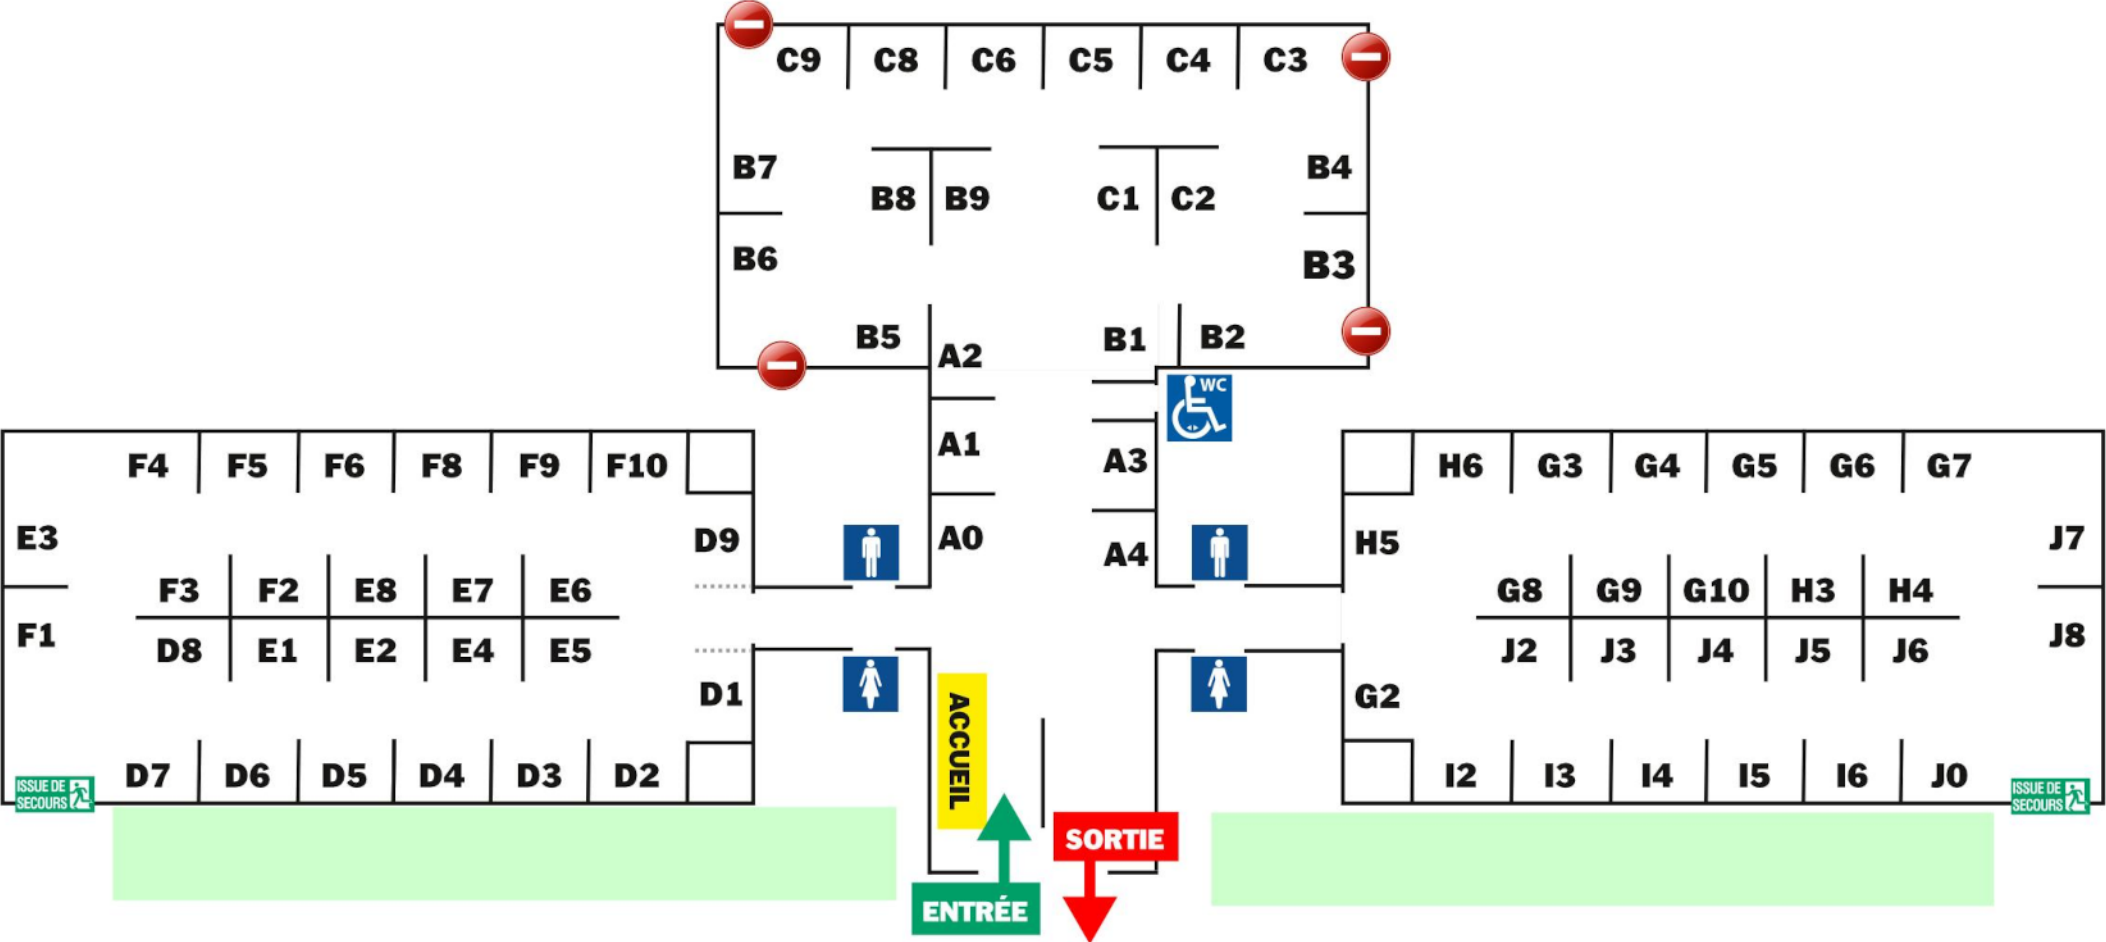 C9 C8 C6 C5 C4 C3
B7 B8 B9 C1 C2 B4
B6 B3
B5 A2 B1 B2
WC
A1 A3
A0 A4
F4 F5 F6 F8 F9 F10
E3 D9
F3 F2 E8 E7 E6
F1
D8 E1 E2 E4 E5
D1
D7 D6 D5 D4 D3 D2
ISSUE DE
SECOURS
H6 G3 G4 G5 G6 G7
H5 J7
G8 G9 G10 H3 H4
J8
J2 J3 J4 J5 J6
G2
I2 I3 I4 I5 I6 J0
ISSUE DE
SECOURS
ACCUEIL
SORTIE
ENTRÉE